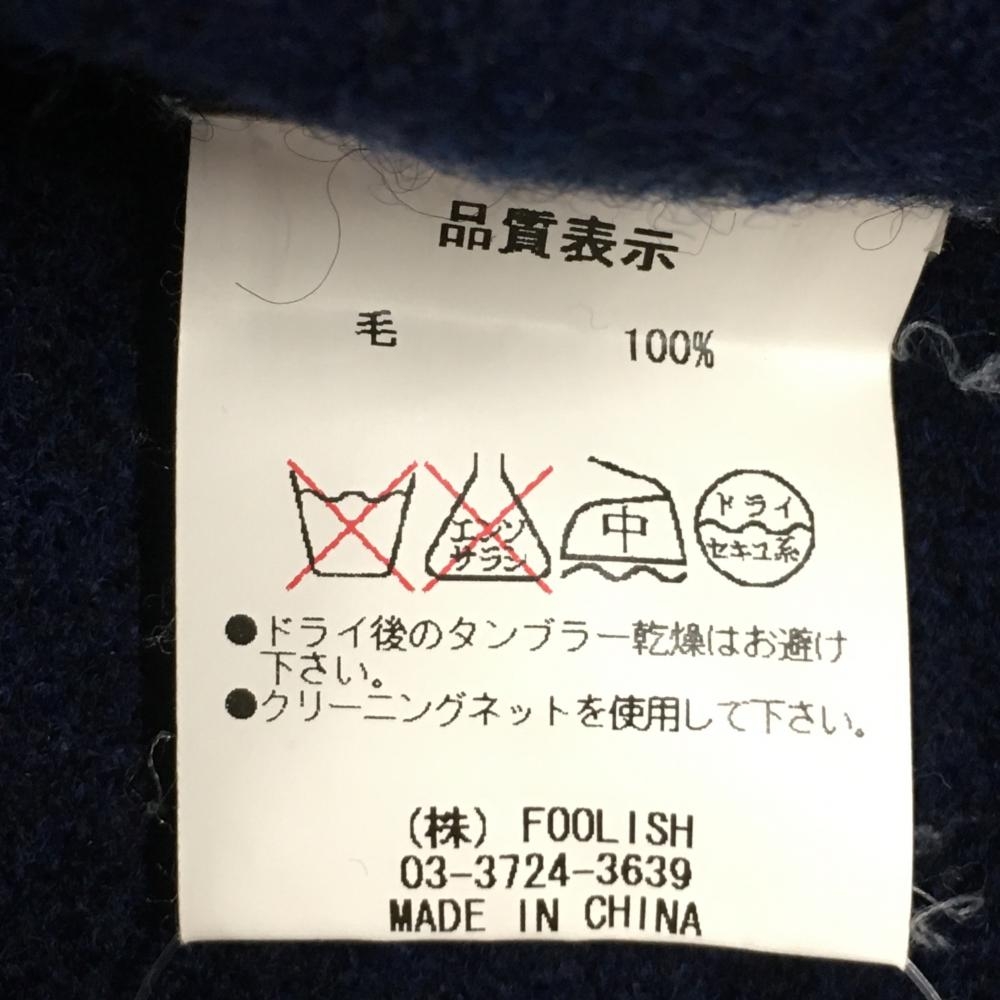 品質表示
毛 100%
エンソ
サラシ
中
ドライ
セキユ系
●ドライ後のタンブラー乾燥はお避け
下さい。
●クリーニングネットを使用して下さい。
(株) FOOLISH
03-3724-3639
MADE IN CHINA